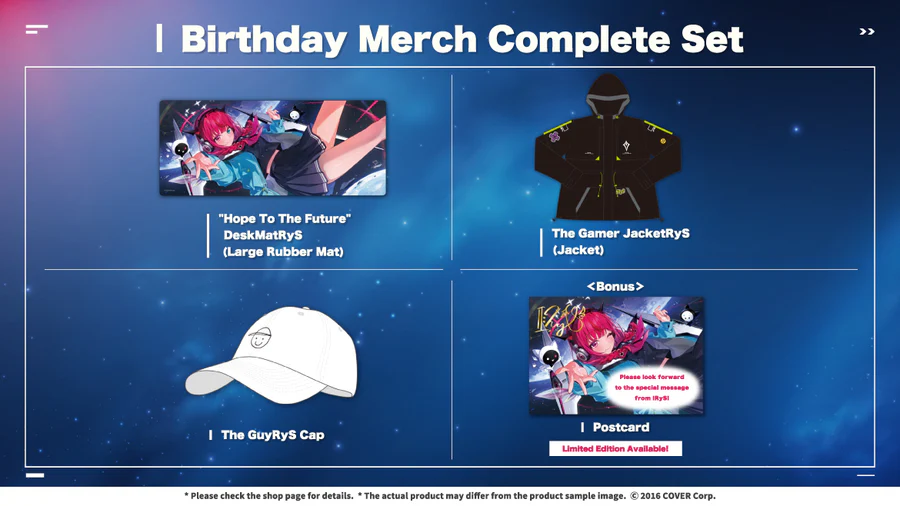 Birthday Merch Complete Set
"Hope To The Future"
DeskMatRyS
(Large Rubber Mat)
The Gamer JacketRyS
(Jacket)
The GuyRyS Cap
<Bonus>
Please look forward
to the special message
from IRyS!
Postcard
Limited Edition Available!
* Please check the shop page for details. * The actual product may differ from the product sample image. © 2016 COVER Corp.